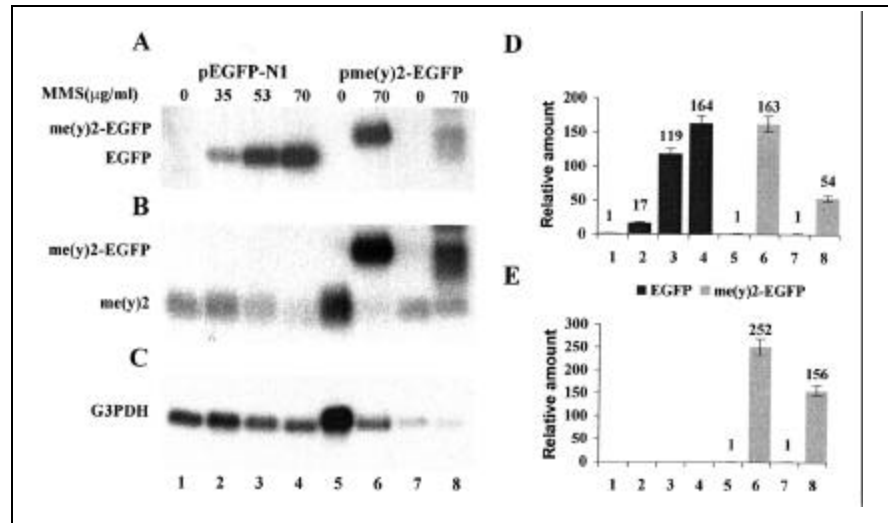 A
pEGFP-N1 pme(y)2-EGFP
MMS(µg/ml) 0 35 53 70 0 70 0 70
me(y)2-EGFP
EGFP
B
me(y)2-EGFP
me(y)2
C
G3PDH
1 2 3 4 5 6 7 8
D
Relative amount
200
150
100
50
0
1 17 119 164 1 163 1 54
1 2 3 4 5 6 7 8
EGFP me(y)2-EGFP
E
Relative amount
300
250
200
150
100
50
0
1 252 1 156
1 2 3 4 5 6 7 8